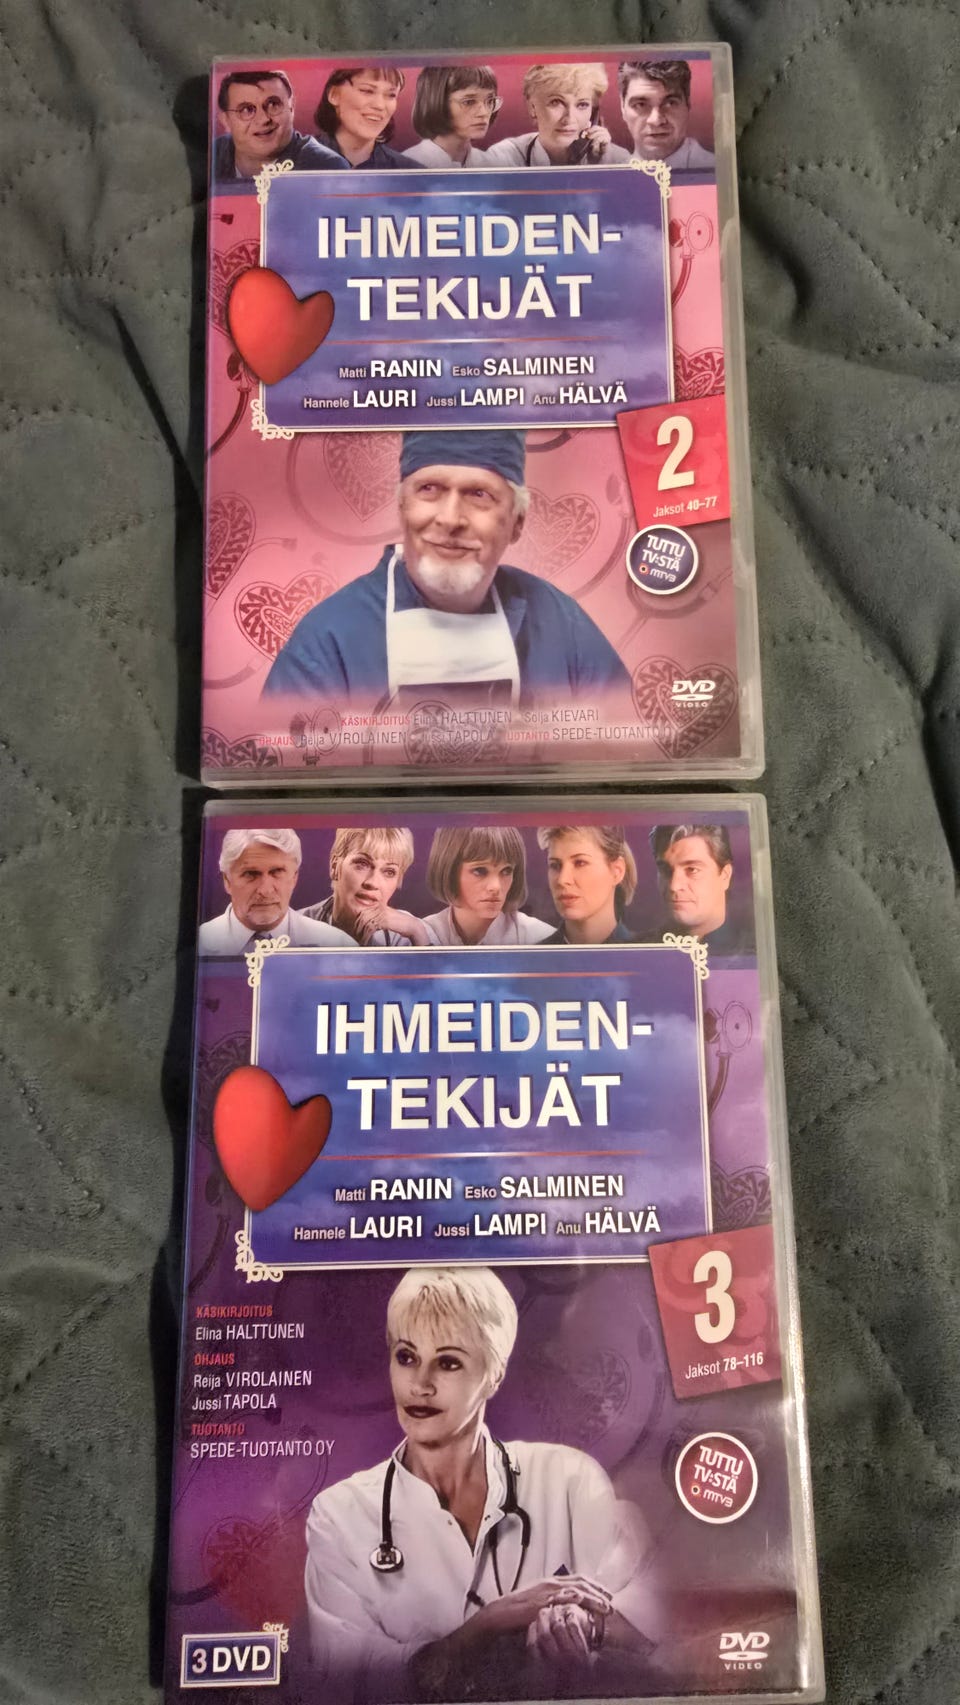 IHMEIDEN-
TEKIJÄT
Matti RANIN Esko SALMINEN
Hannele LAURI Jussi LAMPI Anu HÄLVÄ
2
Jaksot 40–77
TUTTU
TV:STÄ
MTV3
DVD
VIDEO
KÄSIKIRJOITUS Elina HALTTUNEN Solja KIEVARI
OHJAUS Reija VIROLAINEN Jussi TAPOLA TUOTANTO SPEDE-TUOTANTO OY
IHMEIDEN-
TEKIJÄT
Matti RANIN Esko SALMINEN
Hannele LAURI Jussi LAMPI Anu HÄLVÄ
3
Jaksot 78–116
KÄSIKIRJOITUS
Elina HALTTUNEN
OHJAUS
Reija VIROLAINEN
Jussi TAPOLA
TUOTANTO
SPEDE-TUOTANTO OY
TUTTU
TV:STÄ
MTV3
3 DVD
DVD
VIDEO